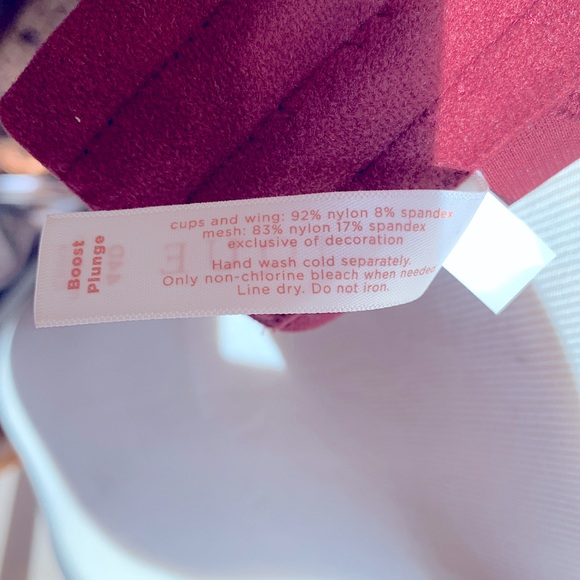 Boost
Plunge
cups and wing: 92% nylon 8% spandex
mesh: 83% nylon 17% spandex
exclusive of decoration
Hand wash cold separately.
Only non-chlorine bleach when needed.
Line dry. Do not iron.